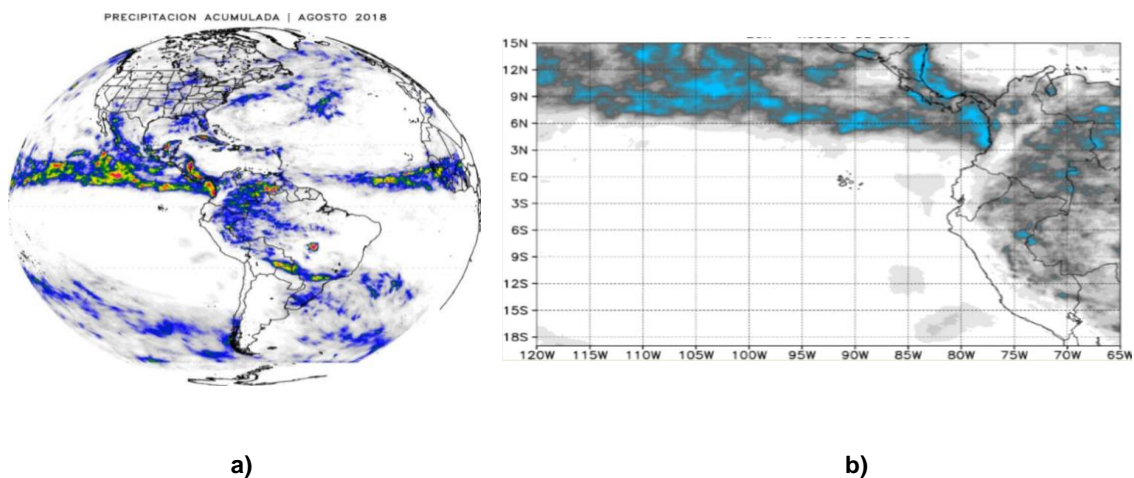 PRECIPITACION ACUMULADA | AGOSTO 2018
15N
12N
9N
6N
3N
EQ
3S
6S
9S
12S
15S
18S
120W 115W 110W 105W 100W 95W 90W 85W 80W 75W 70W 65W
a) b)